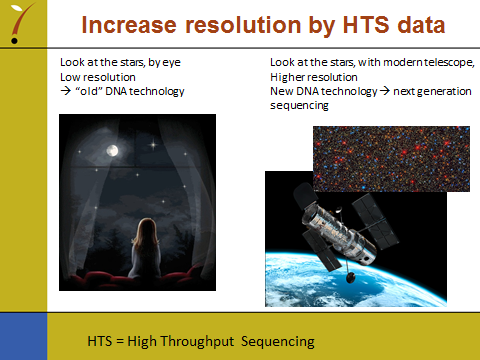 Increase resolution by HTS data
Look at the stars, by eye
Low resolution
→ “old” DNA technology
Look at the stars, with modern telescope,
Higher resolution
New DNA technology → next generation
sequencing
HTS = High Throughput Sequencing